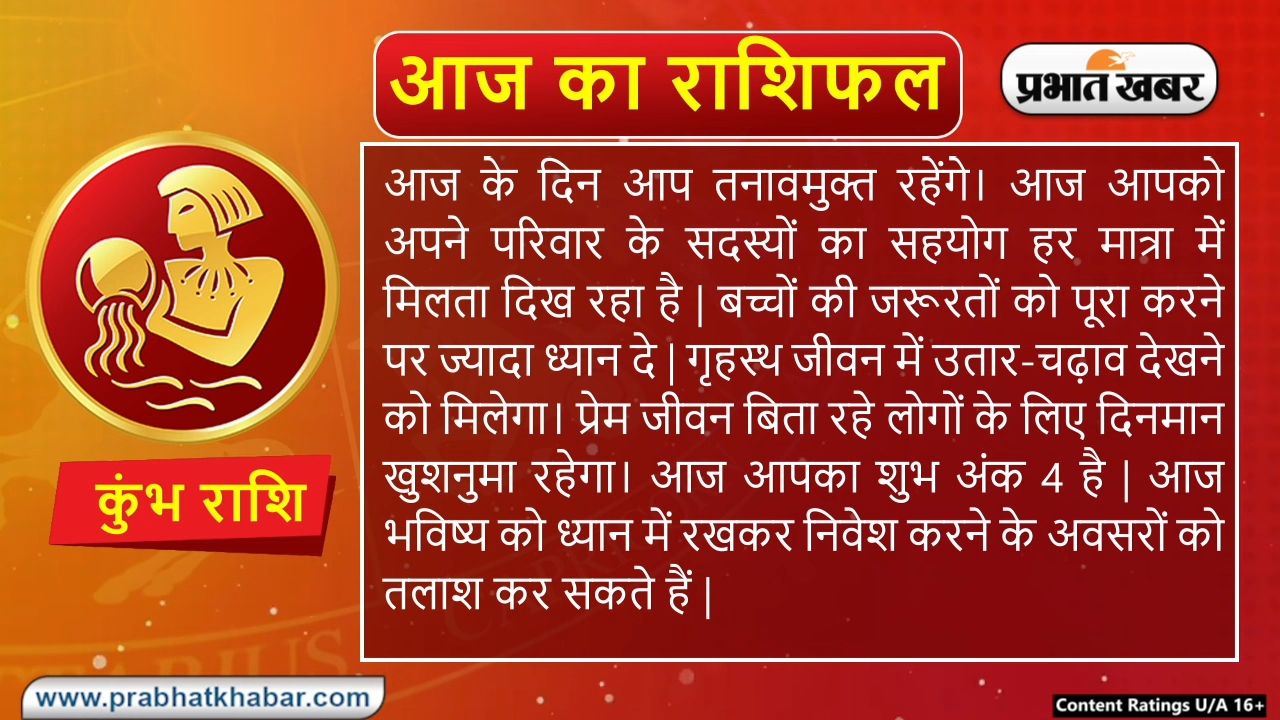 आज का राशिफल
प्रभात खबर
आज के दिन आप तनावमुक्त रहेंगे। आज आपको
अपने परिवार के सदस्यों का सहयोग हर मात्रा में
मिलता दिख रहा है | बच्चों की जरूरतों को पूरा करने
पर ज्यादा ध्यान दे | गृहस्थ जीवन में उतार-चढ़ाव देखने
को मिलेगा। प्रेम जीवन बिता रहे लोगों के लिए दिनमान
खुशनुमा रहेगा। आज आपका शुभ अंक 4 है | आज
भविष्य को ध्यान में रखकर निवेश करने के अवसरों को
तलाश कर सकते हैं |
कुंभ राशि
www.prabhatkhabar.com
Content Ratings U/A 16+